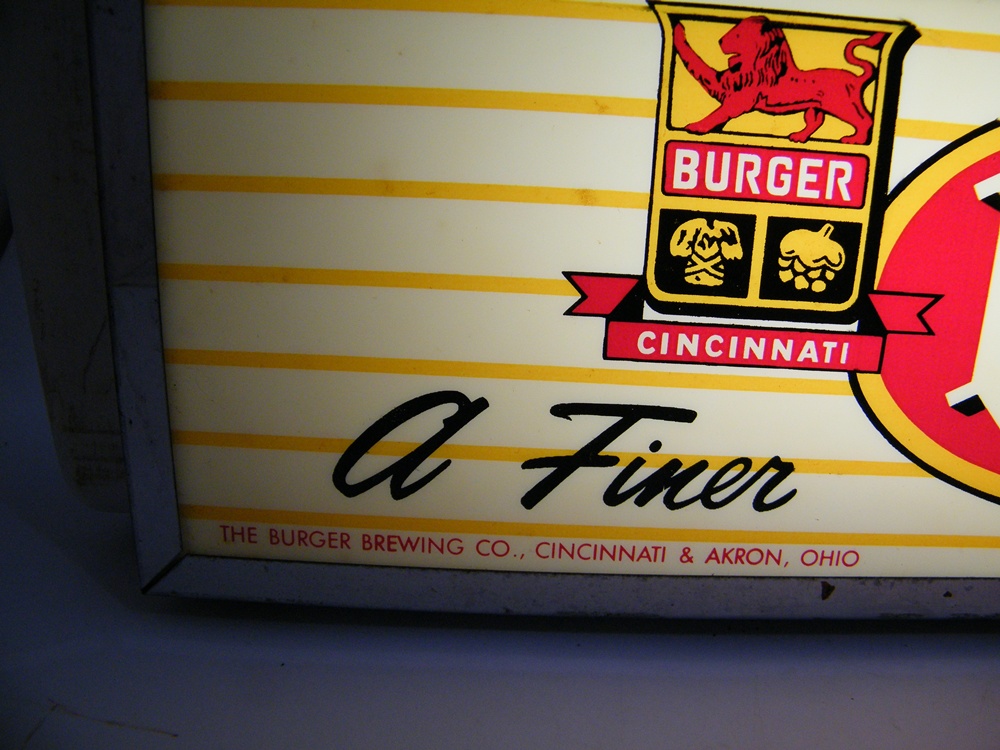 BURGER
CINCINNATI
A Finer
THE BURGER BREWING CO., CINCINNATI & AKRON, OHIO